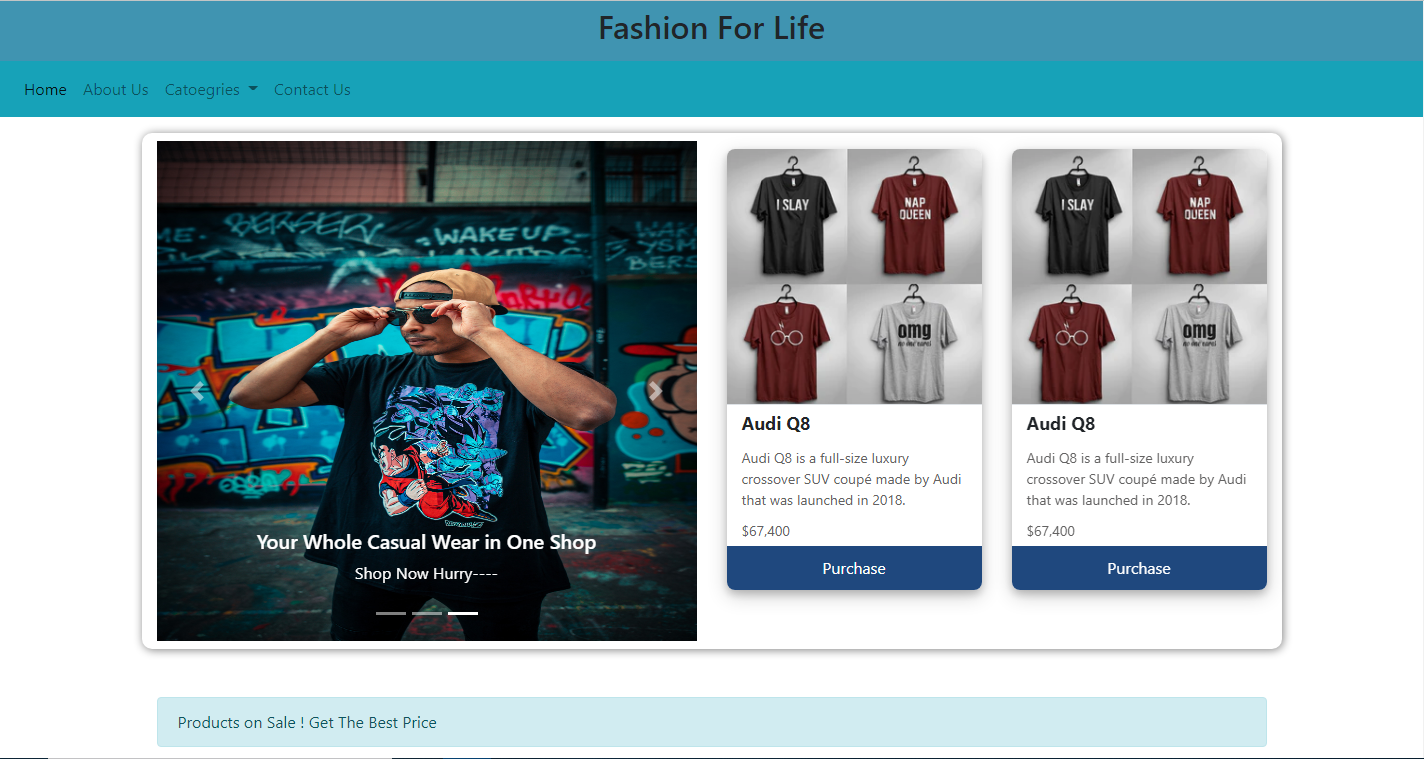 Fashion For Life
Home About Us Catoegries Contact Us
BERSER
WAKE UP
Your Whole Casual Wear in One Shop
Shop Now Hurry----
I SLAY
NAP
QUEEN
omg
Audi Q8
Audi Q8 is a full-size luxury
crossover SUV coupé made by Audi
that was launched in 2018.
$67,400
Purchase
I SLAY
NAP
QUEEN
omg
Audi Q8
Audi Q8 is a full-size luxury
crossover SUV coupé made by Audi
that was launched in 2018.
$67,400
Purchase
Products on Sale ! Get The Best Price